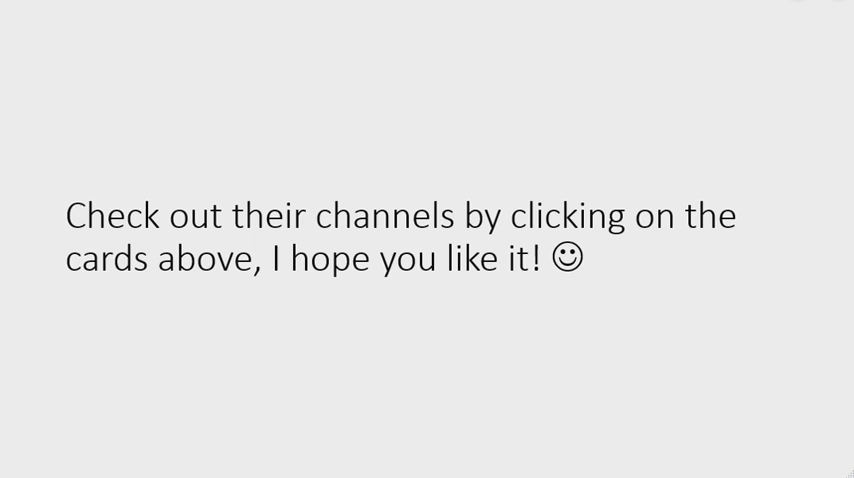 Check out their channels by clicking on the
cards above, I hope you like it! ☺